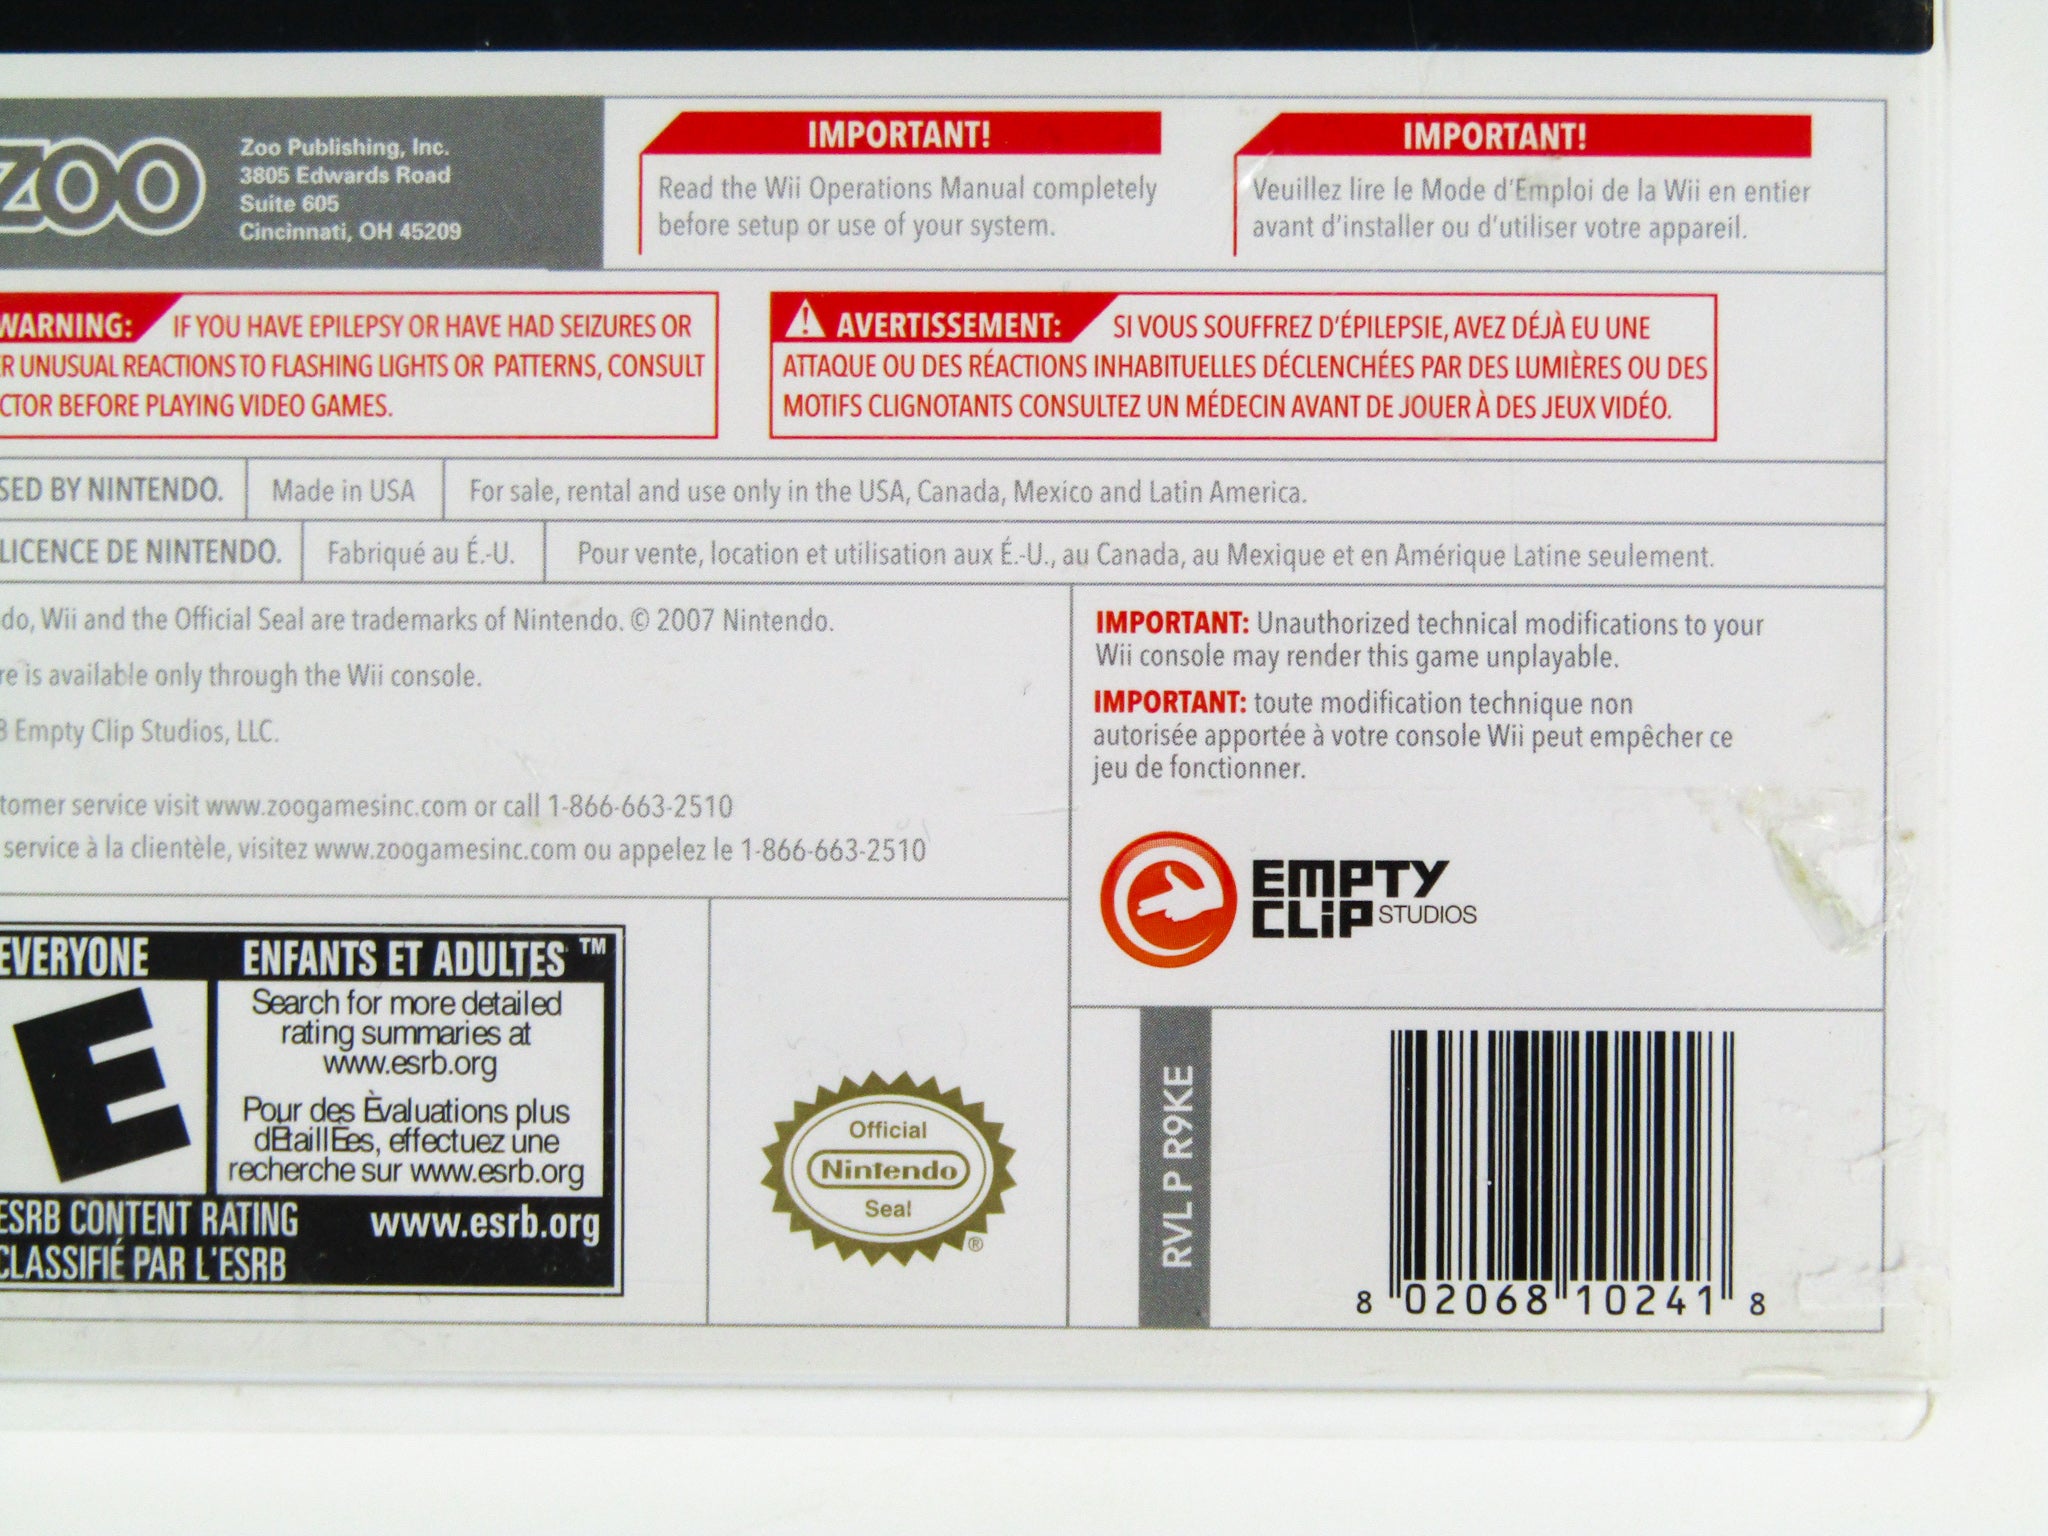 ZOO
Zoo Publishing, Inc.
3805 Edwards Road
Suite 605
Cincinnati, OH 45209
IMPORTANT!
Read the Wii Operations Manual completely
before setup or use of your system.
IMPORTANT!
Veuillez lire le Mode d'Emploi de la Wii en entier
avant d'installer ou d'utiliser votre appareil.
WARNING: IF YOU HAVE EPILEPSY OR HAVE HAD SEIZURES OR
R UNUSUAL REACTIONS TO FLASHING LIGHTS OR PATTERNS, CONSULT
CTOR BEFORE PLAYING VIDEO GAMES.
AVERTISSEMENT: SI VOUS SOUFFREZ D'ÉPILEPSIE, AVEZ DÉJÀ EU UNE
ATTAQUE OU DES RÉACTIONS INHABITUELLES DÉCLENCHÉES PAR DES LUMIÈRES OU DES
MOTIFS CLIGNOTANTS CONSULTEZ UN MÉDECIN AVANT DE JOUER À DES JEUX VIDÉO.
SED BY NINTENDO. Made in USA For sale, rental and use only in the USA, Canada, Mexico and Latin America.
LICENCE DE NINTENDO. Fabriqué au É.-U. Pour vente, location et utilisation aux É.-U., au Canada, au Mexique et en Amérique Latine seulement.
do, Wii and the Official Seal are trademarks of Nintendo. © 2007 Nintendo.
re is available only through the Wii console.
8 Empty Clip Studios, LLC.
tomer service visit www.zoogamesinc.com or call 1-866-663-2510
service à la clientèle, visitez www.zoogamesinc.com ou appelez le 1-866-663-2510
IMPORTANT: Unauthorized technical modifications to your
Wii console may render this game unplayable.
IMPORTANT: toute modification technique non
autorisée apportée à votre console Wii peut empêcher ce
jeu de fonctionner.
EMPTY
CLiP STUDIOS
EVERYONE ENFANTS ET ADULTES ™
E
Search for more detailed
rating summaries at
www.esrb.org
Pour des Èvaluations plus
dÈtaillÈes, effectuez une
recherche sur www.esrb.org
ESRB CONTENT RATING www.esrb.org
CLASSIFIÉ PAR L'ESRB
Official
Nintendo
Seal
®
RVL P R9KE
8 02068 10241 8